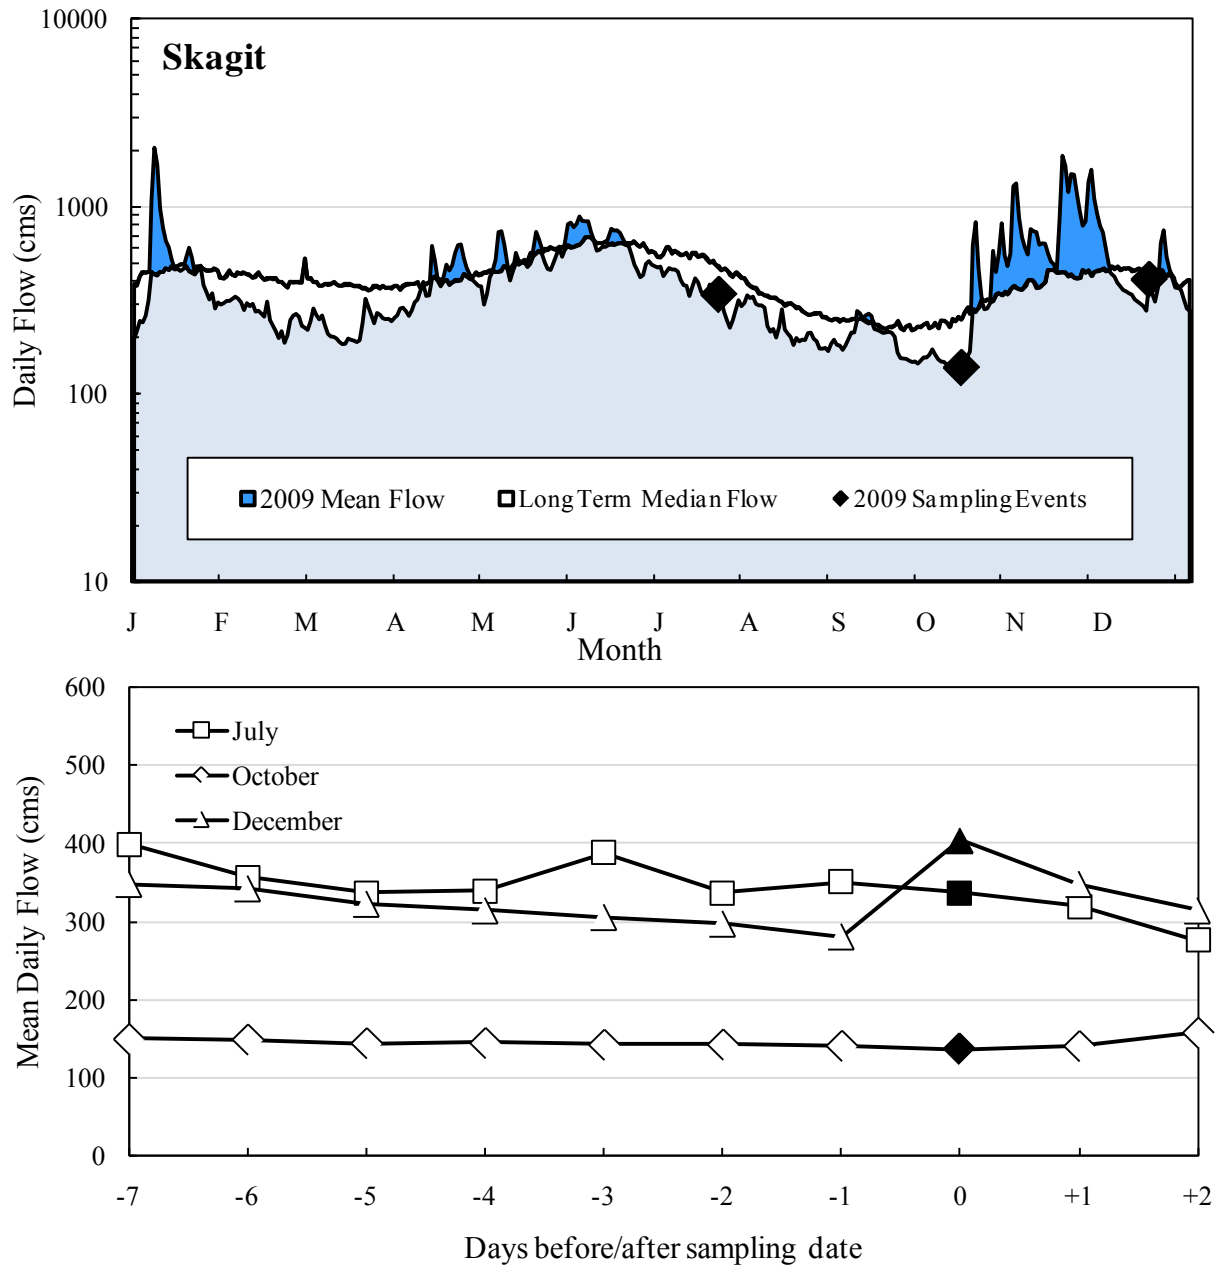 Skagit
Daily Flow (cms)
10000
1000
100
10
2009 Mean Flow
Long Term Median Flow
2009 Sampling Events
J F M A M J J A S O N D
Month
Mean Daily Flow (cms)
600
500
400
300
200
100
0
July
October
December
-7 -6 -5 -4 -3 -2 -1 0 +1 +2
Days before/after sampling date